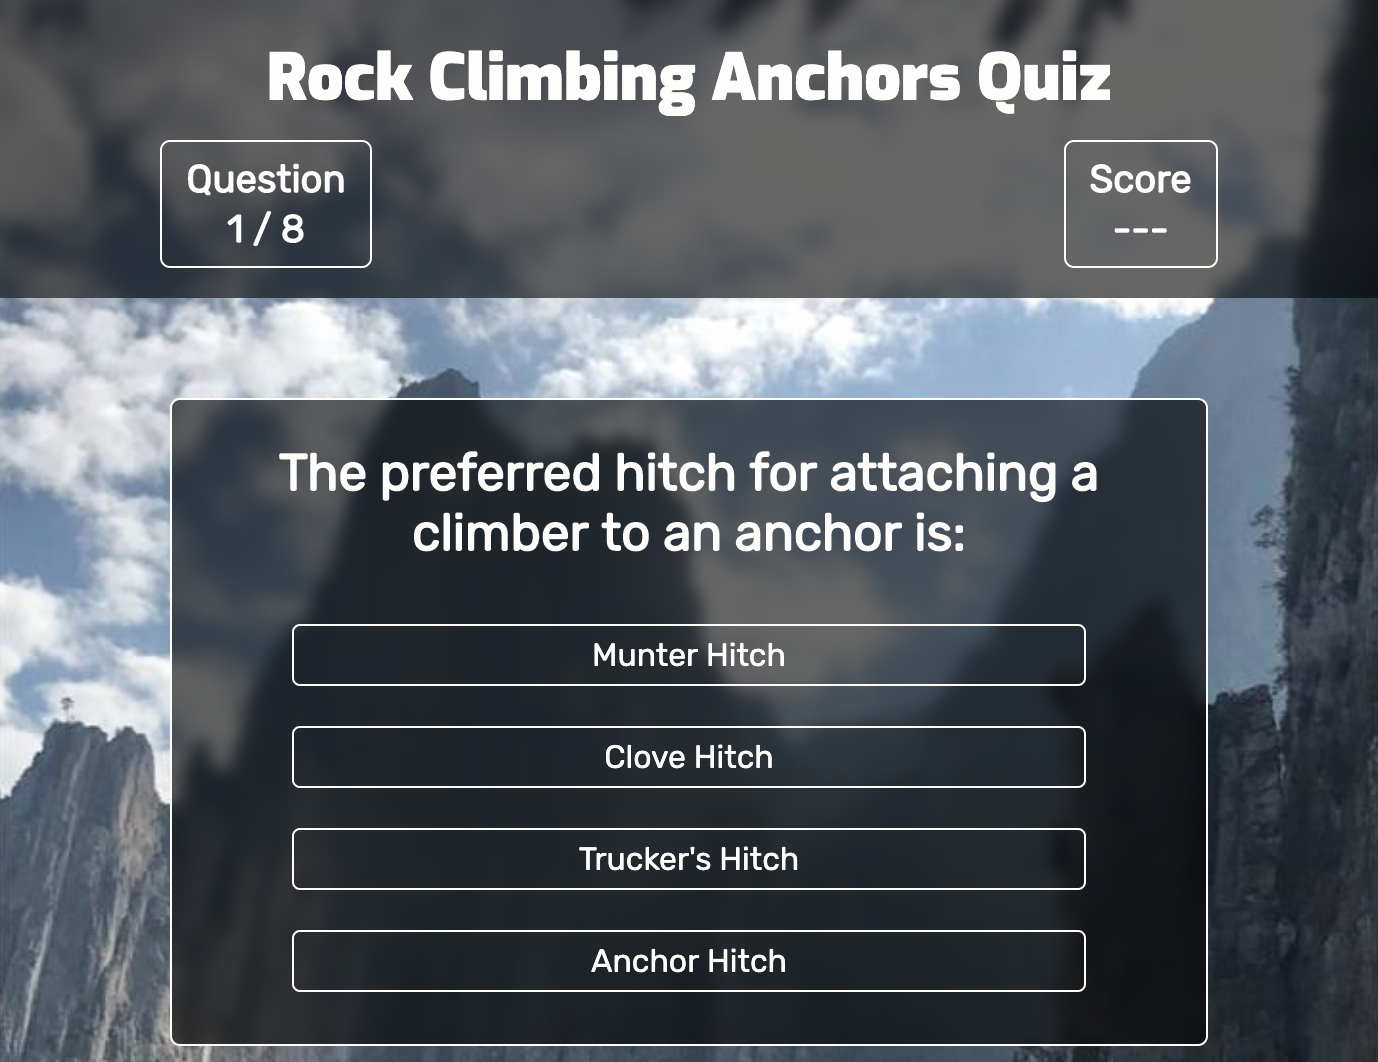 Rock Climbing Anchors Quiz
Question
1 / 8
Score
---
The preferred hitch for attaching a
climber to an anchor is:
Munter Hitch
Clove Hitch
Trucker's Hitch
Anchor Hitch